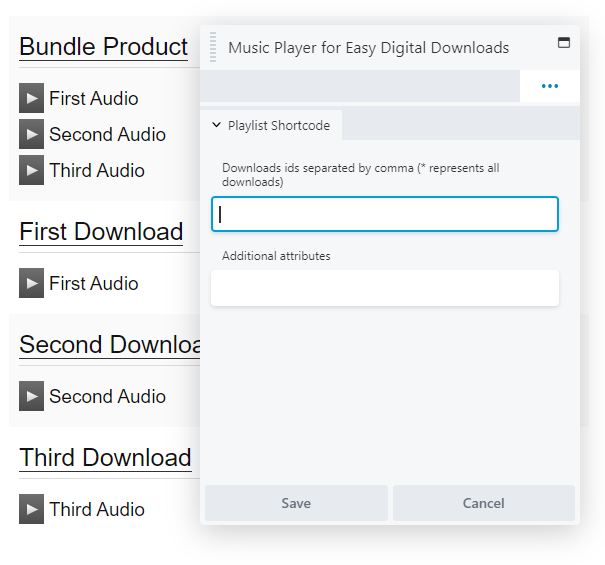 Bundle Product
First Audio
Second Audio
Third Audio
First Download
First Audio
Second Downloa
Second Audio
Third Download
Third Audio
Music Player for Easy Digital Downloads
Playlist Shortcode
Downloads ids separated by comma (* represents all
downloads)
Additional attributes
Save
Cancel